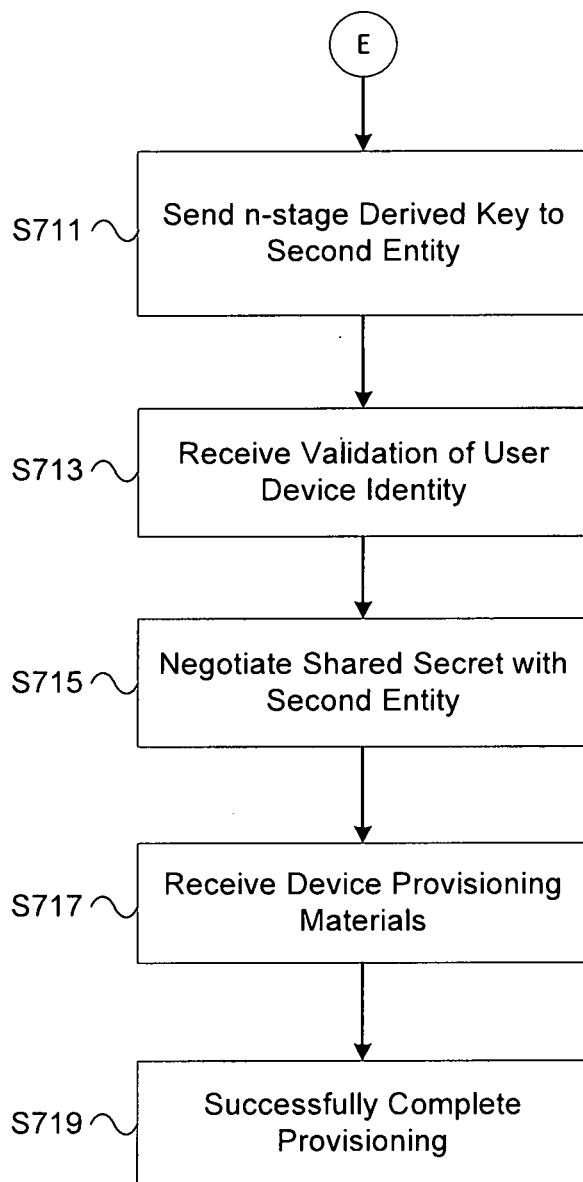 E
S711
Send n-stage Derived Key to
Second Entity
S713
Receive Validation of User
Device Identity
S715
Negotiate Shared Secret with
Second Entity
S717
Receive Device Provisioning
Materials
S719
Successfully Complete
Provisioning